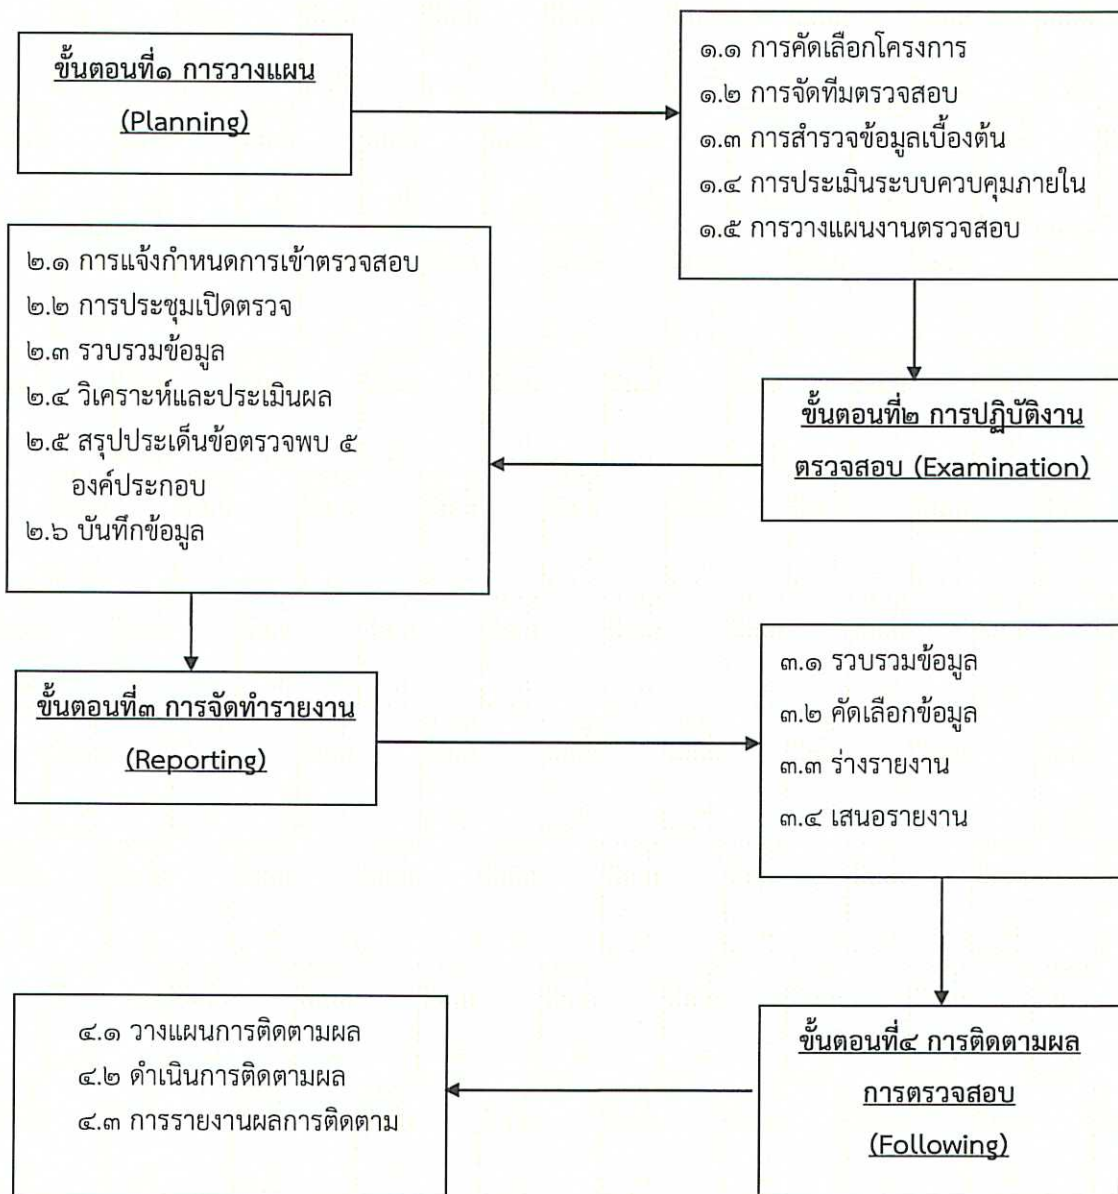 ขั้นตอนที่๑ การวางแผน
(Planning)
๑.๑ การคัดเลือกโครงการ
๑.๒ การจัดทีมตรวจสอบ
๑.๓ การสำรวจข้อมูลเบื้องต้น
๑.๔ การประเมินระบบควบคุมภายใน
๑.๕ การวางแผนงานตรวจสอบ
ขั้นตอนที่๒ การปฏิบัติงาน
ตรวจสอบ (Examination)
๒.๑ การแจ้งกำหนดการเข้าตรวจสอบ
๒.๒ การประชุมเปิดตรวจ
๒.๓ รวบรวมข้อมูล
๒.๔ วิเคราะห์และประเมินผล
๒.๕ สรุปประเด็นข้อตรวจพบ ๕
องค์ประกอบ
๒.๖ บันทึกข้อมูล
ขั้นตอนที่๓ การจัดทำรายงาน
(Reporting)
๓.๑ รวบรวมข้อมูล
๓.๒ คัดเลือกข้อมูล
๓.๓ ร่างรายงาน
๓.๔ เสนอรายงาน
ขั้นตอนที่๔ การติดตามผล
การตรวจสอบ
(Following)
๔.๑ วางแผนการติดตามผล
๔.๒ ดำเนินการติดตามผล
๔.๓ การรายงานผลการติดตาม